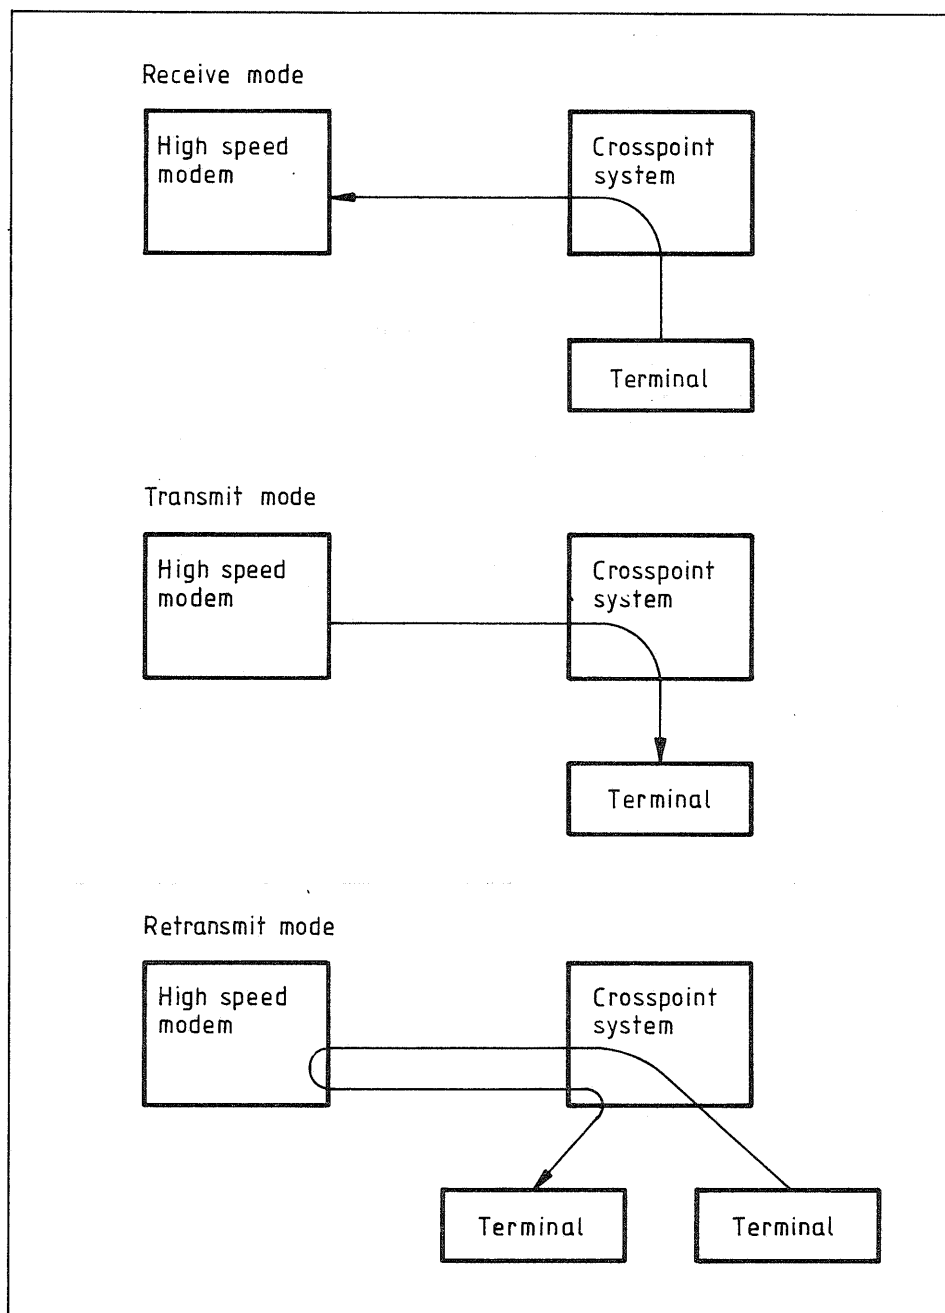 Receive mode
High speed
modem
Crosspoint
system
Terminal
Transmit mode
High speed
modem
Crosspoint
system
Terminal
Retransmit mode
High speed
modem
Crosspoint
system
Terminal
Terminal